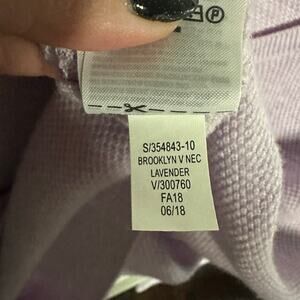 P
S/354843-10
BROOKLYN V NEC
LAVENDER
V/300760
FA18
06/18